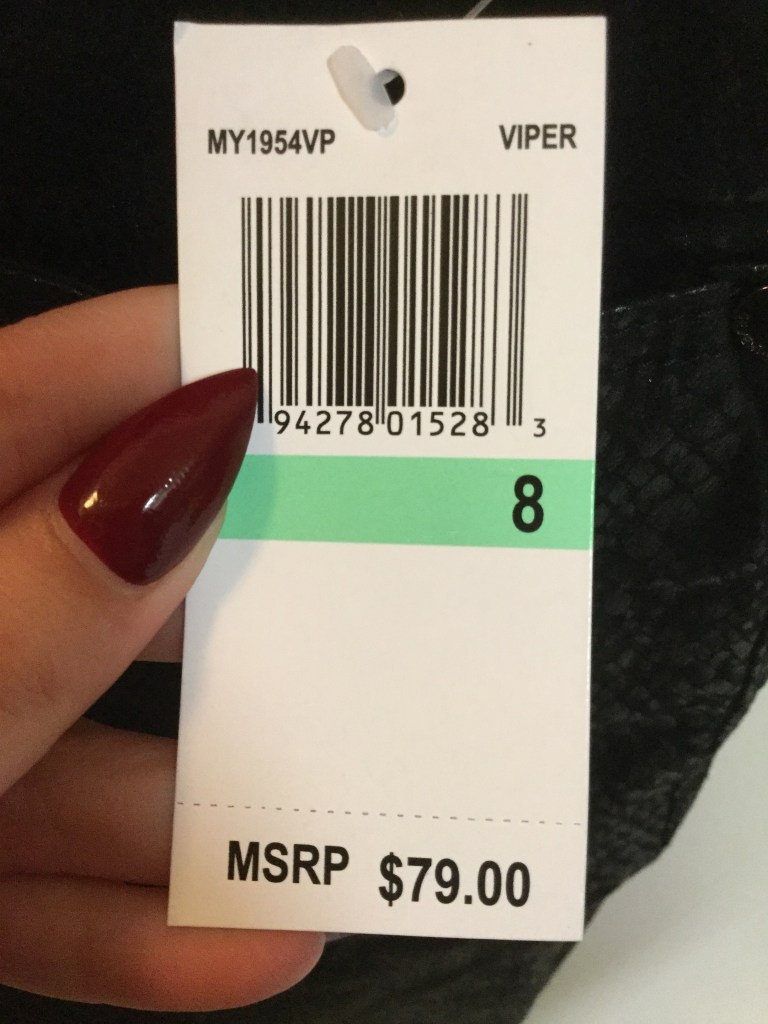 MY1954VP VIPER
94278 01528 3
8
MSRP $79.00